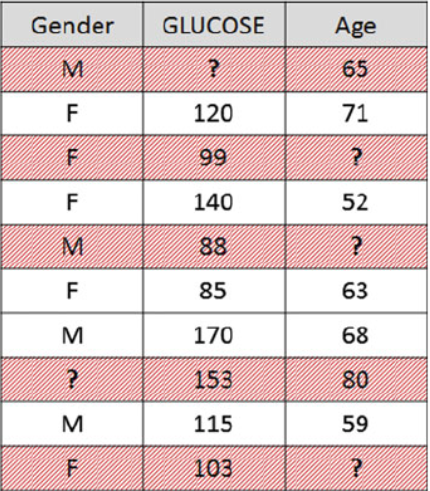 Gender GLUCOSE Age
M ? 65
F 120 71
F 99 ?
F 140 52
M 88 ?
F 85 63
M 170 68
? 153 80
M 115 59
F 103 ?